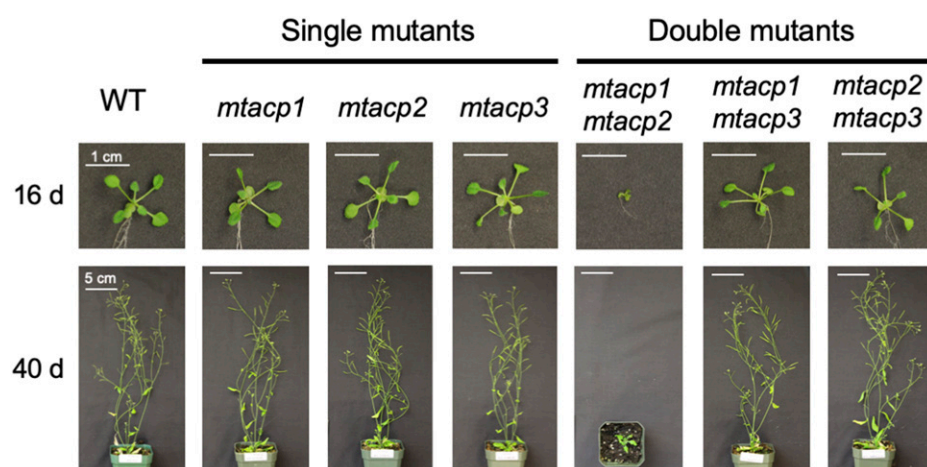 Single mutants
Double mutants
WT
mtacp1
mtacp2
mtacp3
mtacp1
mtacp2
mtacp1
mtacp3
mtacp2
mtacp3
16 d
1 cm
40 d
5 cm